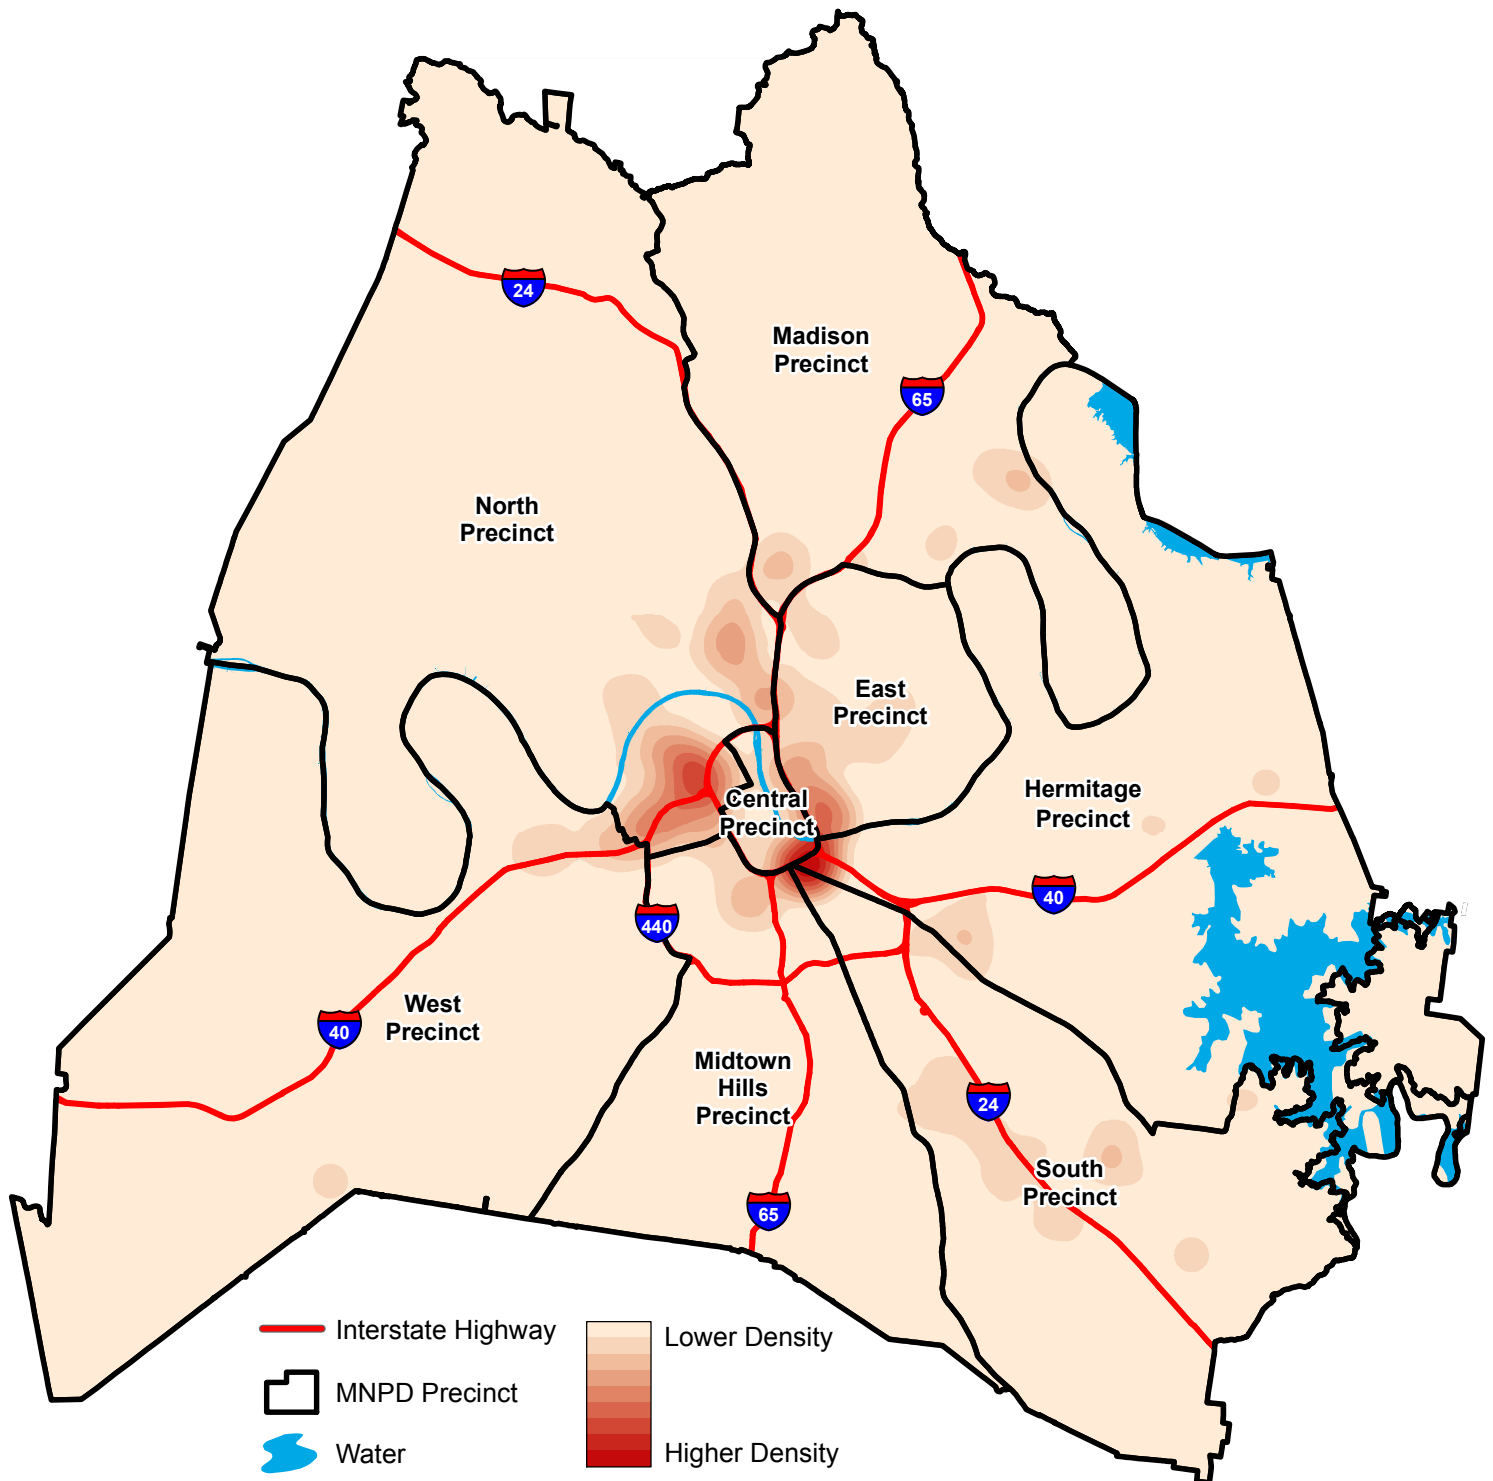 24
Madison
Precinct
65
North
Precinct
East
Precinct
Hermitage
Precinct
Central
Precinct
40
440
West
Precinct
40
Midtown
Hills
Precinct
24
South
Precinct
65
Interstate Highway
MNPD Precinct
Water
Lower Density
Higher Density